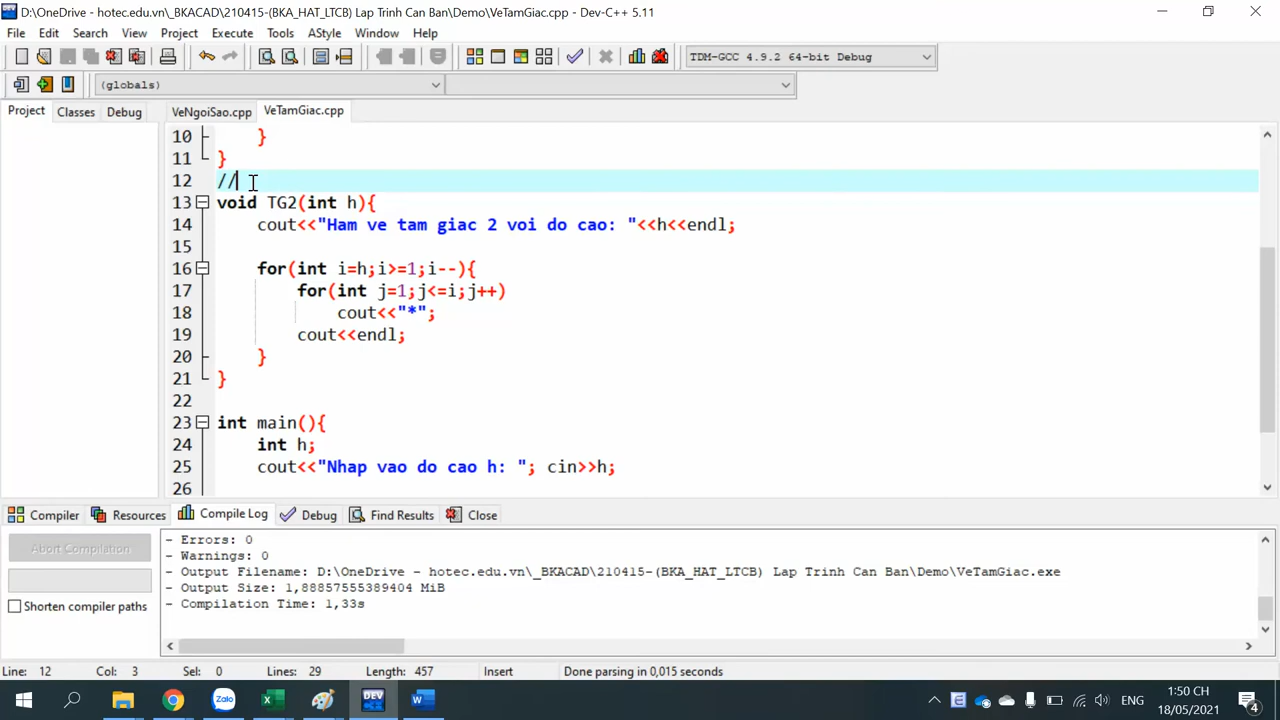 D:\OneDrive - hotec.edu.vn\_BKACAD\210415-(BKA_HAT_LTCB) Lap Trinh Can Ban\Demo\VeTamGiac.cpp - Dev-C++ 5.11
File Edit Search View Project Execute Tools AStyle Window Help
TDM-GCC 4.9.2 64-bit Debug
(globals)
Project Classes Debug VeNgoiSao.cpp VeTamGiac.cpp
10 }
11 }
12 //
13 void TG2(int h){
14 cout<<"Ham ve tam giac 2 voi do cao: "<<h<<endl;
15
16 for(int i=h;i>=1;i--){
17 for(int j=1;j<=i;j++)
18 cout<<"*";
19 cout<<endl;
20 }
21 }
22
23 int main(){
24 int h;
25 cout<<"Nhap vao do cao h: "; cin>>h;
26
Compiler Resources Compile Log Debug Find Results Close
Abort Compilation
Shorten compiler paths
- Errors: 0
- Warnings: 0
- Output Filename: D:\OneDrive - hotec.edu.vn\_BKACAD\210415-(BKA_HAT_LTCB) Lap Trinh Can Ban\Demo\VeTamGiac.exe
- Output Size: 1,88857555389404 MiB
- Compilation Time: 1,33s
Line: 12 Col: 3 Sel: 0 Lines: 29 Length: 457 Insert Done parsing in 0,015 seconds
Zalo
DEV
ENG
1:50 CH
18/05/2021
4